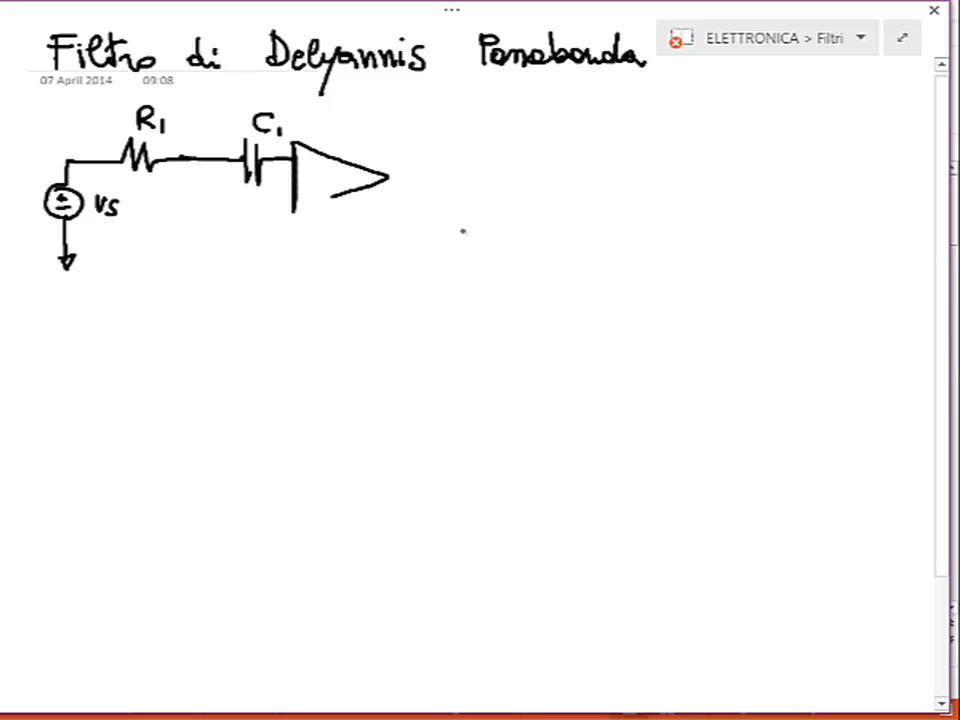 Filtro di Delyannis Passabanda
ELETTRONICA > Filtri
07 April 2014 09:08
R1
C1
vs